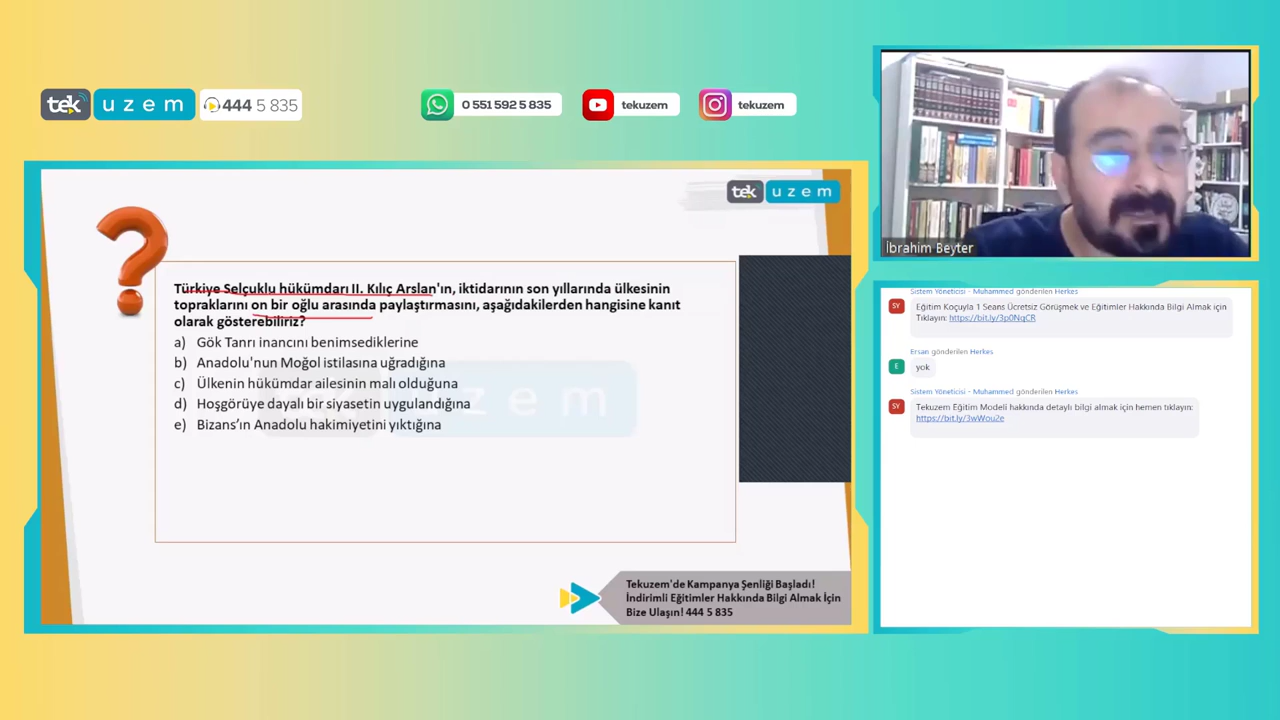 tek uzem 444 5 835
0 551 592 5 835
tekuzem
tekuzem
tek uzem
Türkiye Selçuklu hükümdarı II. Kılıç Arslan'ın, iktidarının son yıllarında ülkesinin
topraklarını on bir oğlu arasında paylaştırmasını, aşağıdakilerden hangisine kanıt
olarak gösterebiliriz?
a) Gök Tanrı inancını benimsediklerine
b) Anadolu'nun Moğol istilasına uğradığına
c) Ülkenin hükümdar ailesinin malı olduğuna
d) Hoşgörüye dayalı bir siyasetin uygulandığına
e) Bizans’ın Anadolu hakimiyetini yıktığına
Tekuzem'de Kampanya Şenliği Başladı!
İndirimli Eğitimler Hakkında Bilgi Almak İçin
Bize Ulaşın! 444 5 835
İbrahim Beyter
Sistem Yöneticisi - Muhammed gönderilen Herkes
SY
Eğitim Koçuyla 1 Seans Ücretsiz Görüşmek ve Eğitimler Hakkında Bilgi Almak için
Tıklayın: https://bit.ly/3p0NqCR
Ersan gönderilen Herkes
E
yok
Sistem Yöneticisi - Muhammed gönderilen Herkes
SY
Tekuzem Eğitim Modeli hakkında detaylı bilgi almak için hemen tıklayın:
https://bit.ly/3wWou2e